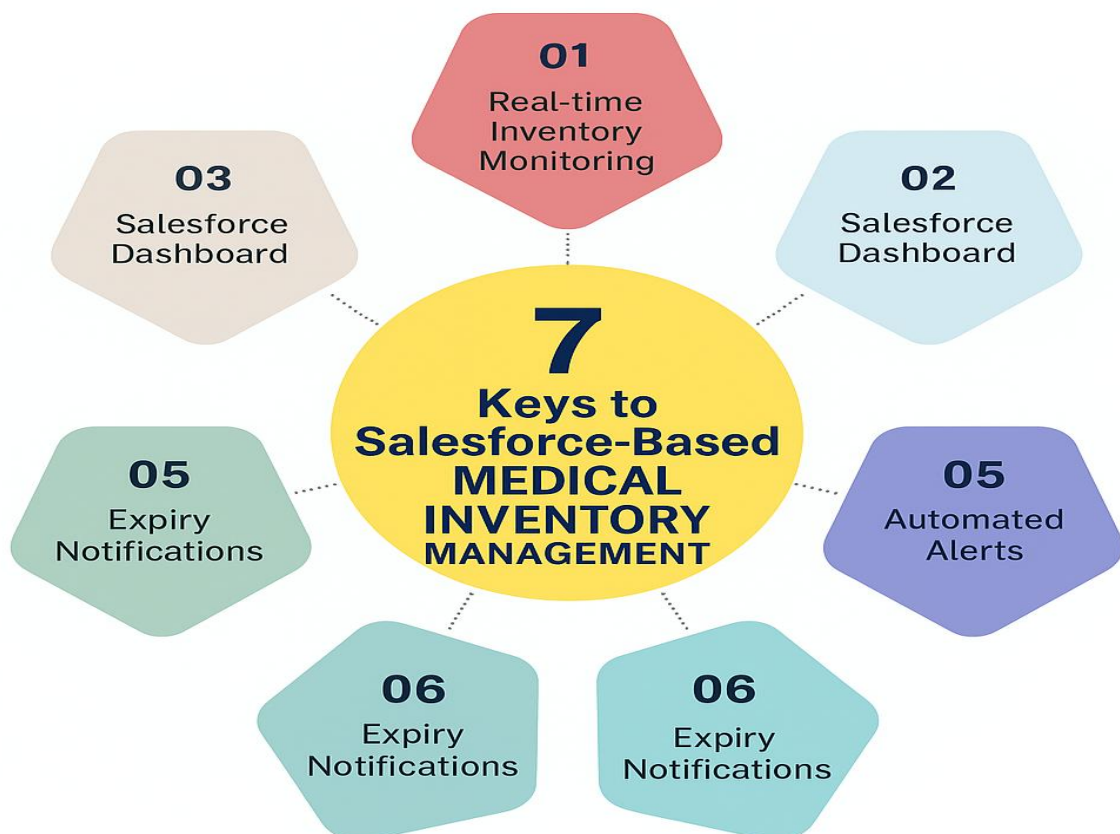 01
Real-time
Inventory
Monitoring
03
Salesforce
Dashboard
02
Salesforce
Dashboard
7
Keys to
Salesforce-Based
MEDICAL
INVENTORY
MANAGEMENT
05
Expiry
Notifications
05
Automated
Alerts
06
Expiry
Notifications
06
Expiry
Notifications